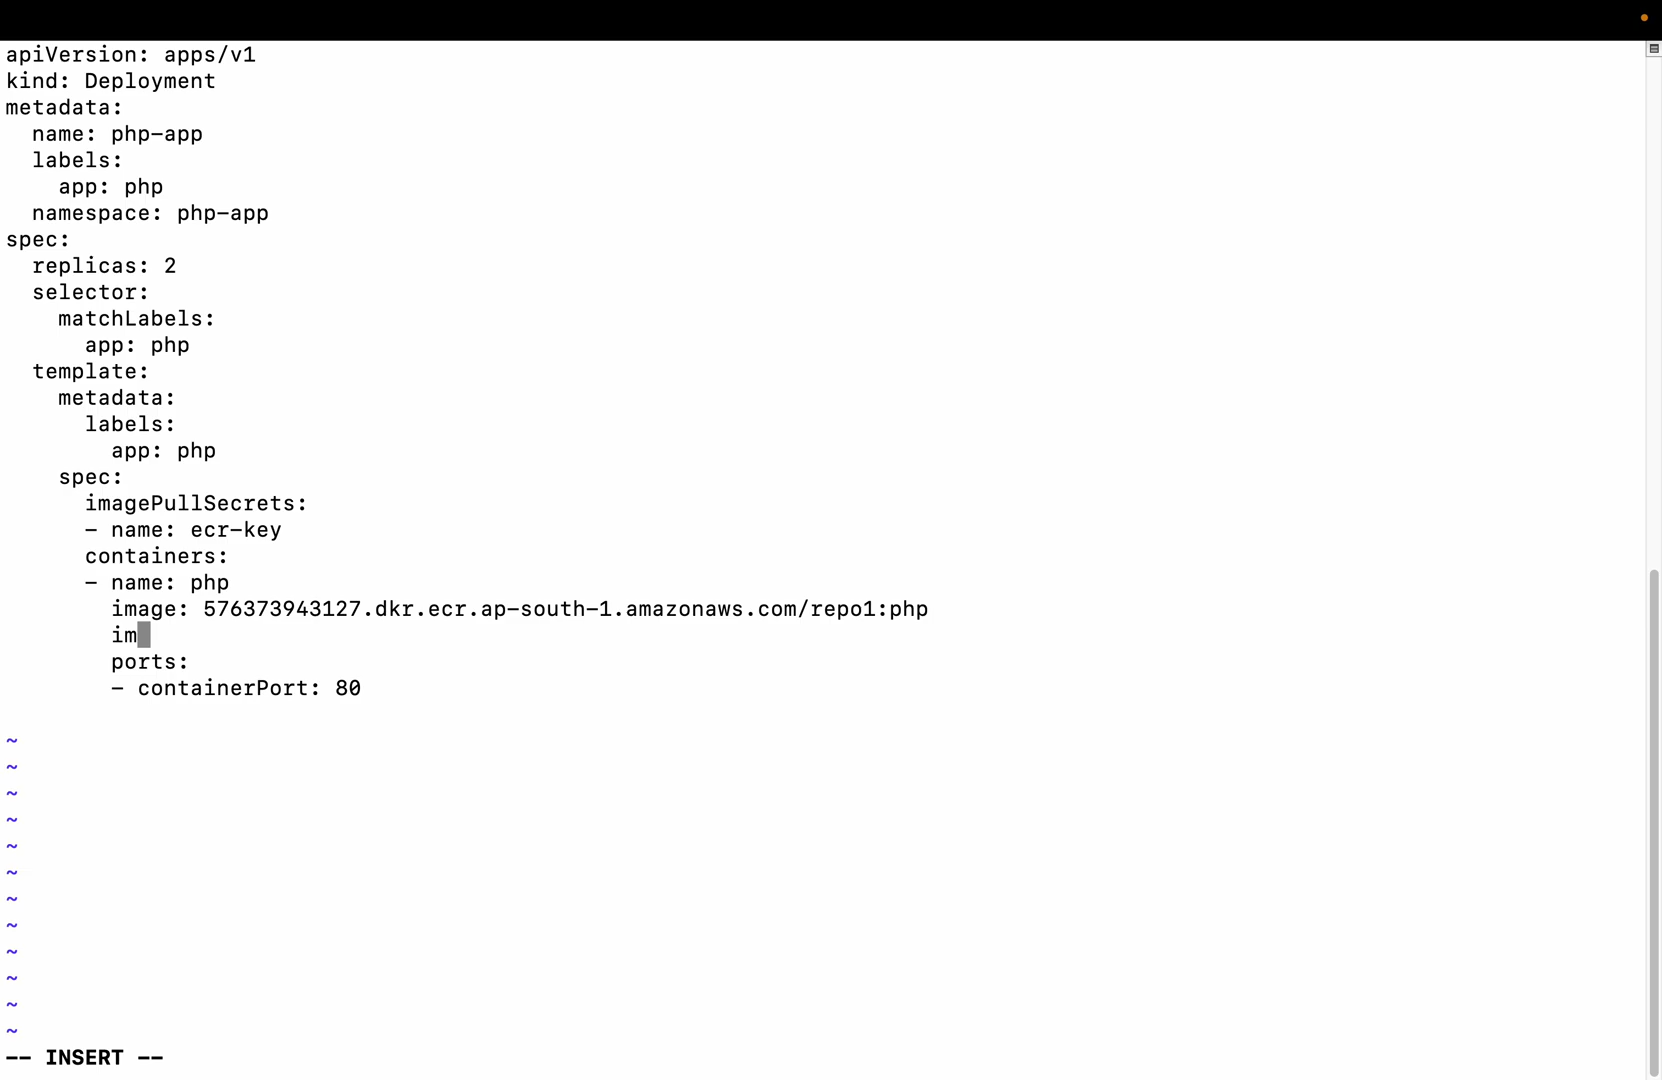 apiVersion: apps/v1
kind: Deployment
metadata:
  name: php-app
  labels:
    app: php
  namespace: php-app
spec:
  replicas: 2
  selector:
    matchLabels:
      app: php
  template:
    metadata:
      labels:
        app: php
    spec:
      imagePullSecrets:
      - name: ecr-key
      containers:
      - name: php
        image: 576373943127.dkr.ecr.ap-south-1.amazonaws.com/repo1:php
        im
        ports:
        - containerPort: 80
~
~
~
~
~
~
~
~
~
~
~
~
-- INSERT --